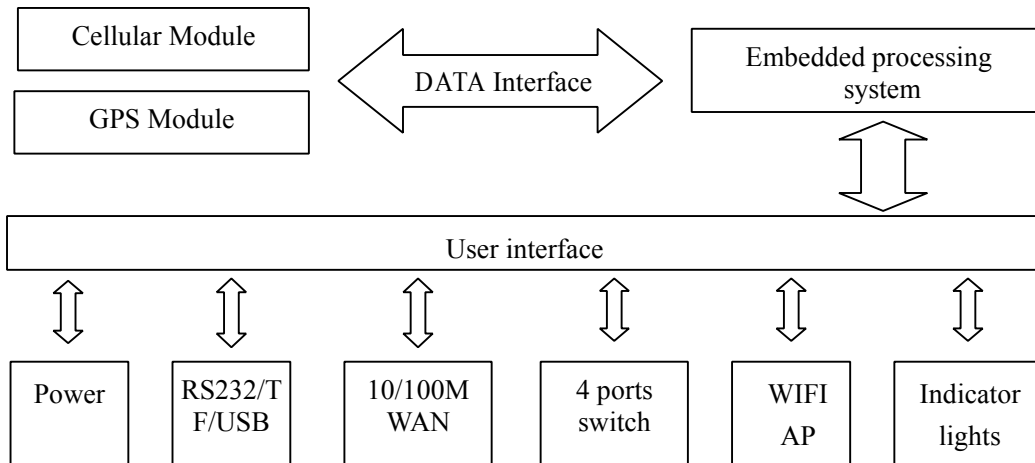 Cellular Module
GPS Module
DATA Interface
Embedded processing
system
User interface
Power
RS232/T
F/USB
10/100M
WAN
4 ports
switch
WIFI
AP
Indicator
lights